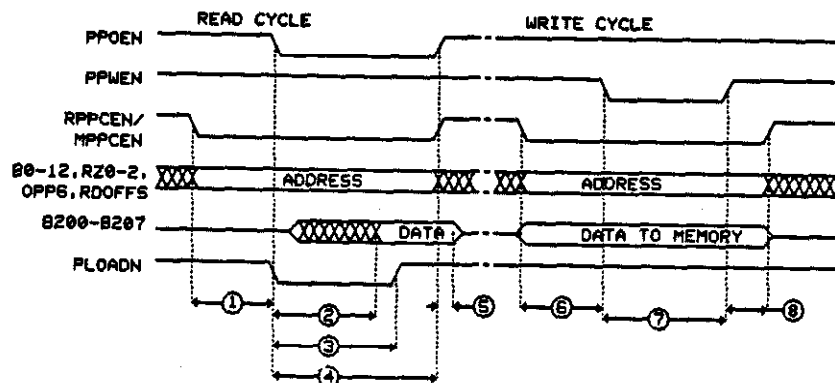 READ CYCLE WRITE CYCLE
PPOEN
PPWEN
RPPCEN/
MPPCEN
B0-12,RZ0-2,
OPP6,RDOFFS
ADDRESS ADDRESS
B200-B207
DATA DATA TO MEMORY
PLOADN
1 2 5 6 7 8
3
4